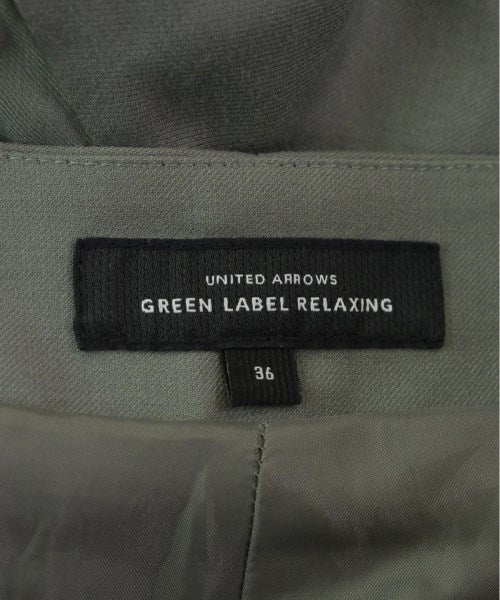 UNITED ARROWS
GREEN LABEL RELAXING
36